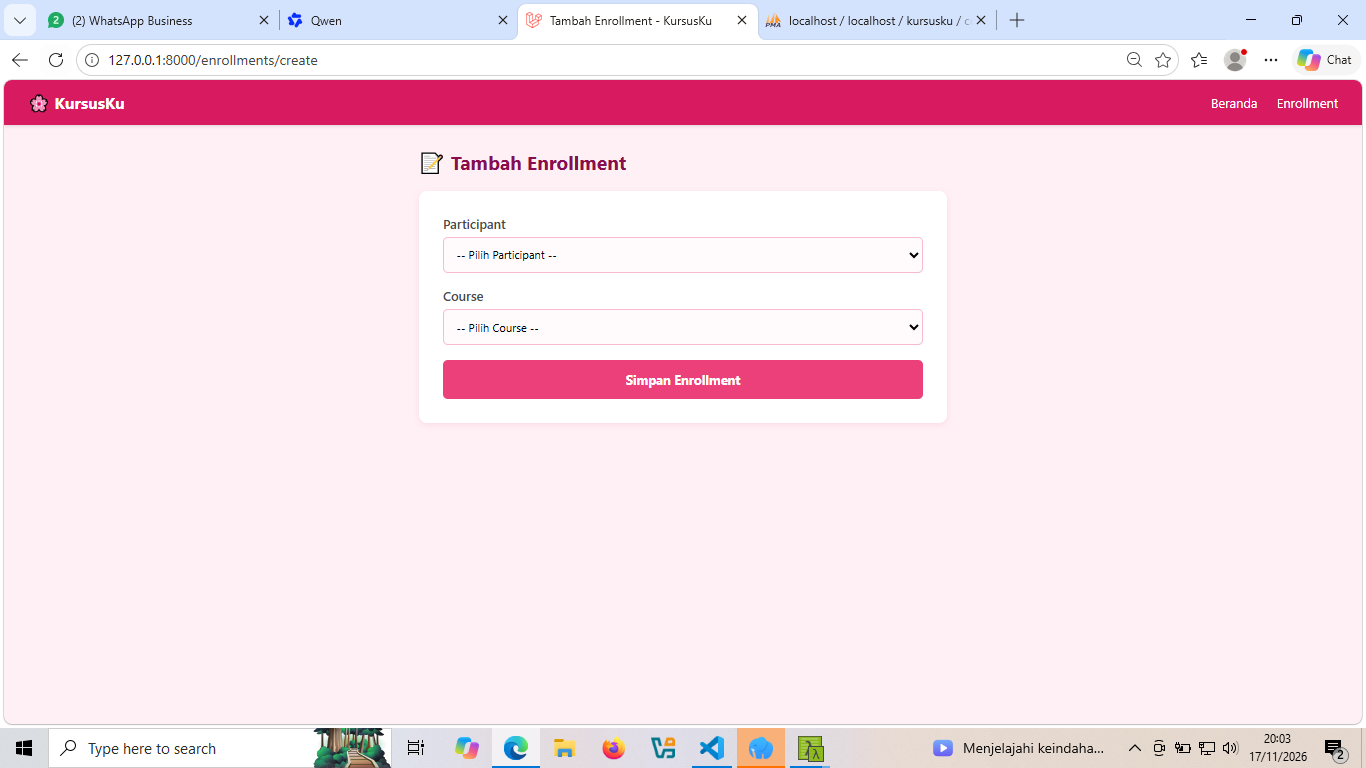 (2) WhatsApp Business
Qwen
Tambah Enrollment - KursusKu
localhost / localhost / kursusku / c
127.0.0.1:8000/enrollments/create
Chat
KursusKu
Beranda
Enrollment
Tambah Enrollment
Participant
-- Pilih Participant --
Course
-- Pilih Course --
Simpan Enrollment
Type here to search
Menjelajahi keindaha...
20:03
17/11/2026
2